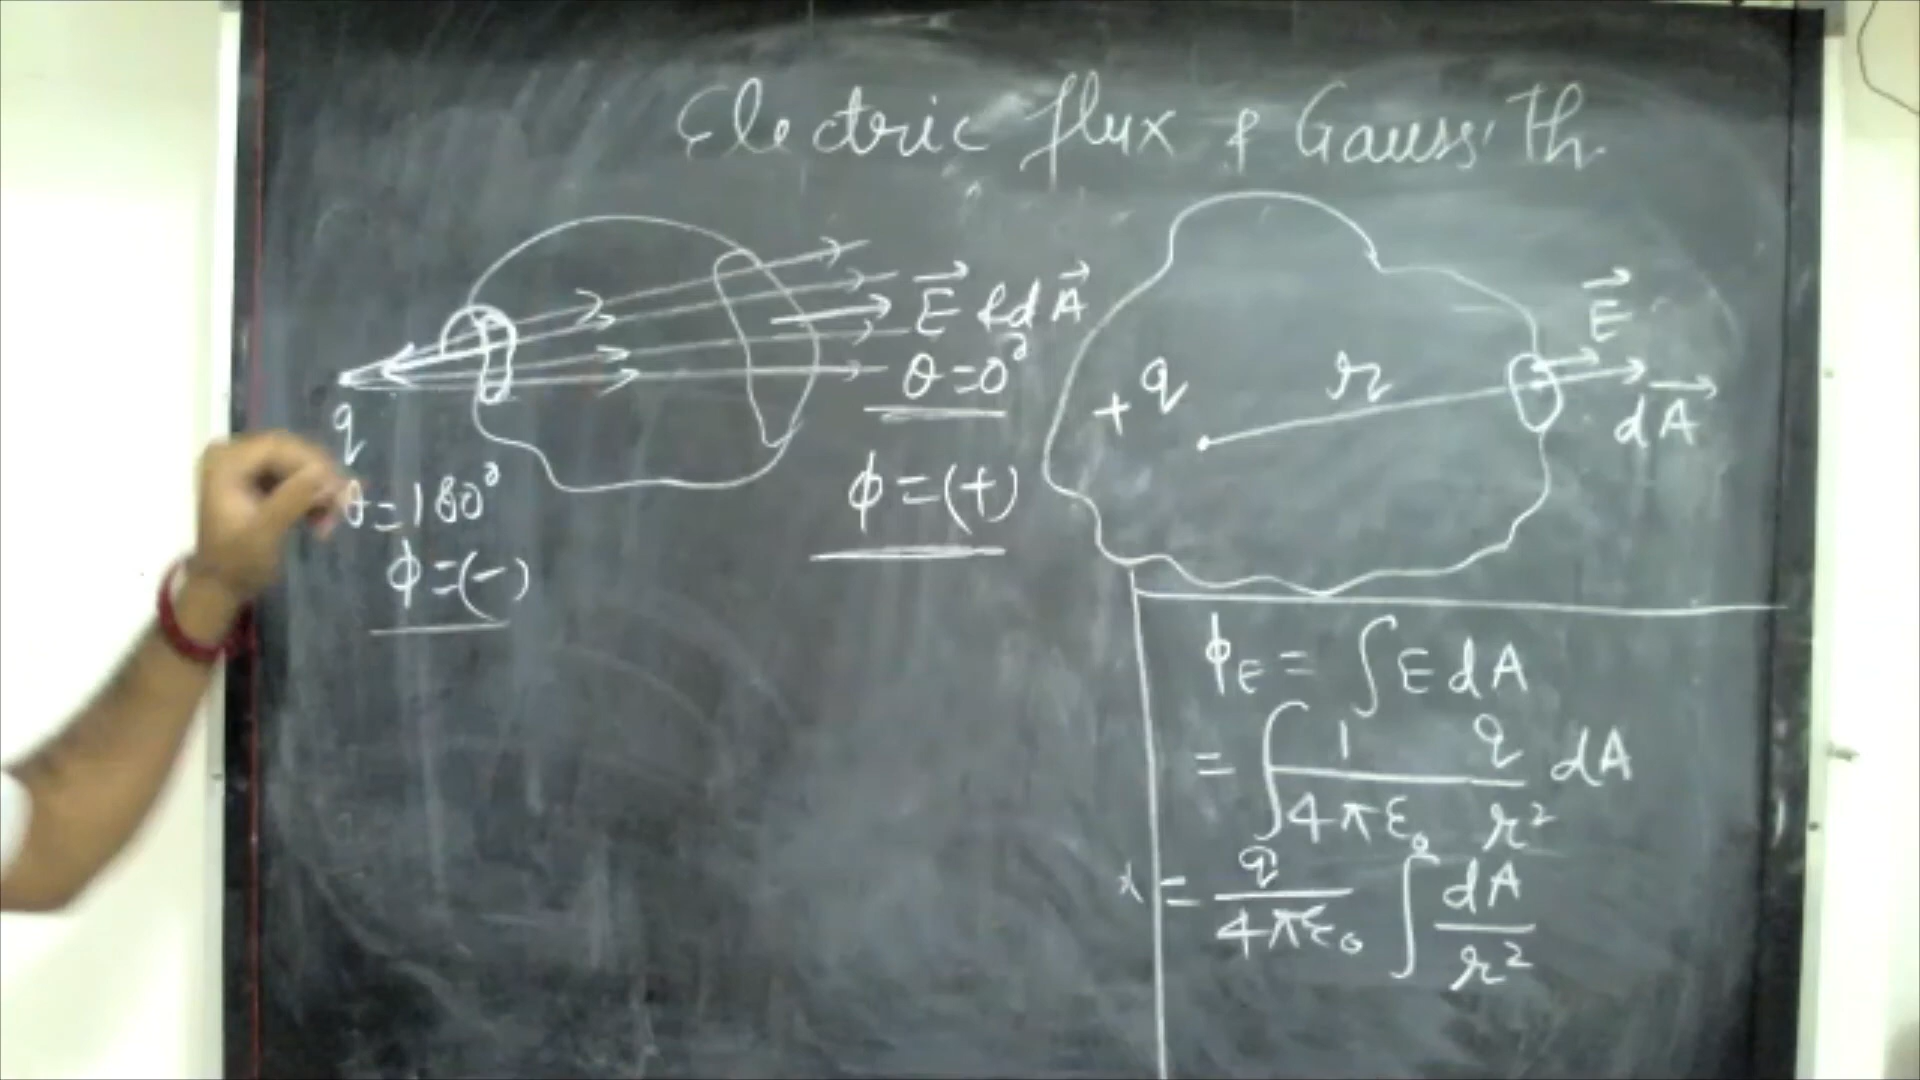 Electric flux & Gauss' Th.
q
θ=180°
ϕ=(-)
E⃗ & dA⃗
θ=0°
ϕ=(+)
+ q
r
E⃗
dA⃗
ϕ_E = ∫ E dA
= ∫ 1/4πε₀ q/r² dA
= q/4πε₀ ∫ dA/r²